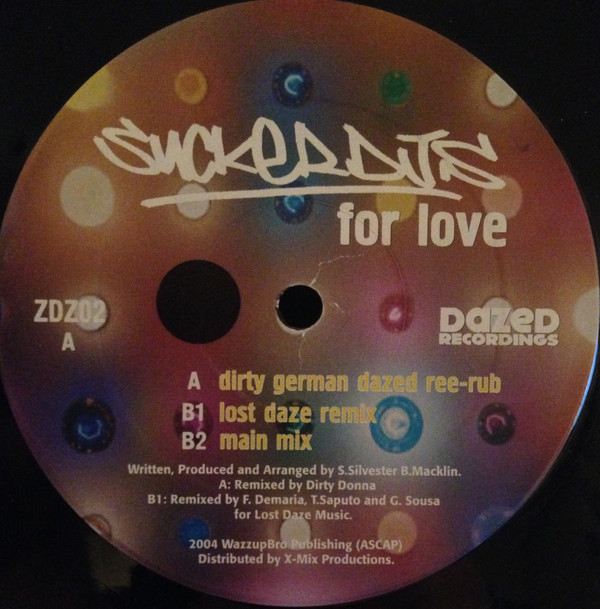 SUCKER DJS
for love
ZDZ02
A
DAZED
RECORDINGS
A dirty german dazed ree-rub
B1 lost daze remix
B2 main mix
Written, Produced and Arranged by S.Silvester B.Macklin.
A: Remixed by Dirty Donna
B1: Remixed by F. Demaria, T.Saputo and G. Sousa
for Lost Daze Music.
2004 WazzupBro Publishing (ASCAP)
Distributed by X-Mix Productions.